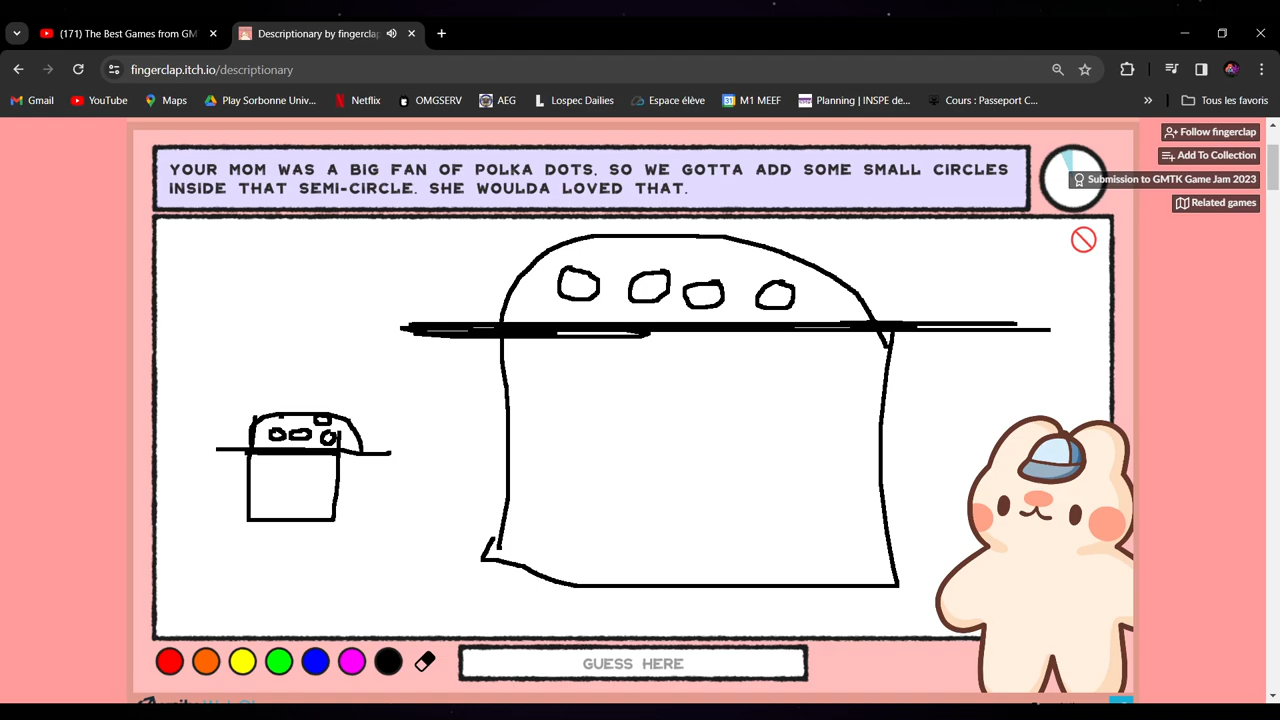 (171) The Best Games from GM
Descriptionary by fingerclap
fingerclap.itch.io/descriptionary
Gmail
YouTube
Maps
Play Sorbonne Univ...
Netflix
OMGSERV
AEG
Lospec Dailies
Espace élève
M1 MEEF
Planning | INSPE de...
Cours : Passeport C...
»
Tous les favoris
Follow fingerclap
Add To Collection
Submission to GMTK Game Jam 2023
Related games
YOUR MOM WAS A BIG FAN OF POLKA DOTS, SO WE GOTTA ADD SOME SMALL CIRCLES
INSIDE THAT SEMI-CIRCLE. SHE WOULDA LOVED THAT.
GUESS HERE